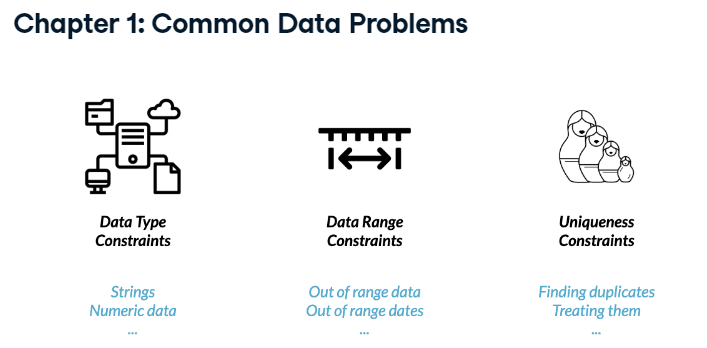 Chapter 1: Common Data Problems
Data Type
Constraints
Strings
Numeric data
...
Data Range
Constraints
Out of range data
Out of range dates
...
Uniqueness
Constraints
Finding duplicates
Treating them
...